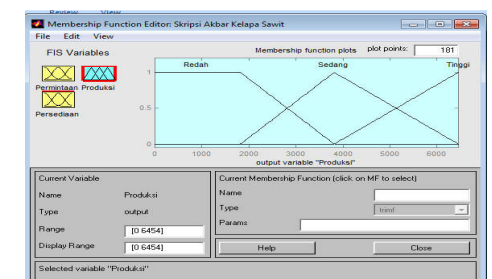 Review View
Membership Function Editor: Skripsi Akbar Kelapa Sawit
File Edit View
FIS Variables
Membership function plots plot points: 181
Permintaan Produksi
Persediaan
Redah Sedang Tinggi
1
0.5
0
0 1000 2000 3000 4000 5000 6000
output variable "Produksi"
Current Variable
Name Produksi
Type output
Range [0 6454]
Display Range [0 6454]
Current Membership Function (click on MF to select)
Name
Type trimf
Params
Help Close
Selected variable "Produksi"